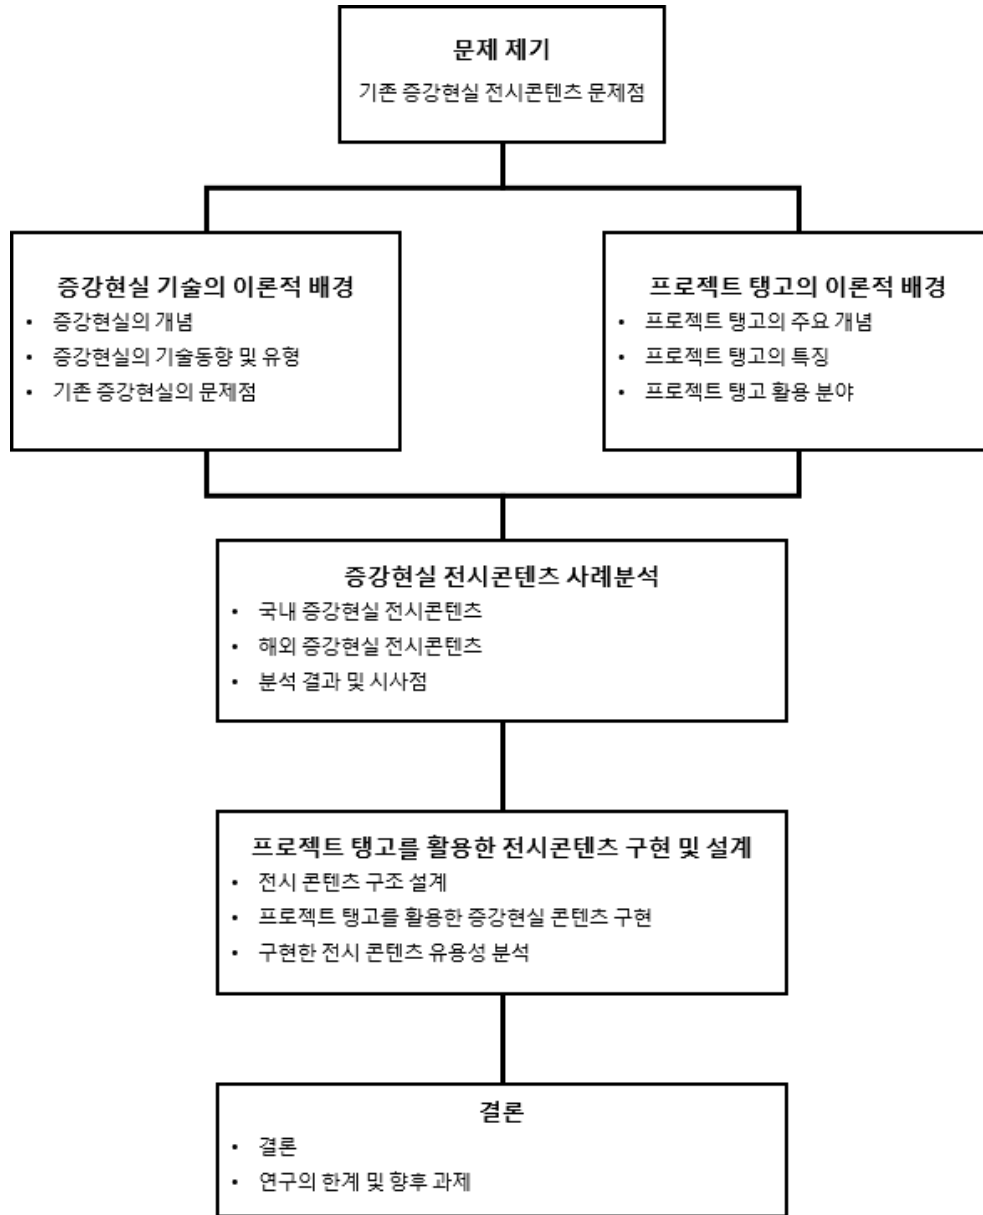 문제 제기
기존 증강현실 전시콘텐츠 문제점
증강현실 기술의 이론적 배경
• 증강현실의 개념
• 증강현실의 기술동향 및 유형
• 기존 증강현실의 문제점
프로젝트 탱고의 이론적 배경
• 프로젝트 탱고의 주요 개념
• 프로젝트 탱고의 특징
• 프로젝트 탱고 활용 분야
증강현실 전시콘텐츠 사례분석
• 국내 증강현실 전시콘텐츠
• 해외 증강현실 전시콘텐츠
• 분석 결과 및 시사점
프로젝트 탱고를 활용한 전시콘텐츠 구현 및 설계
• 전시 콘텐츠 구조 설계
• 프로젝트 탱고를 활용한 증강현실 콘텐츠 구현
• 구현한 전시 콘텐츠 유용성 분석
결론
• 결론
• 연구의 한계 및 향후 과제